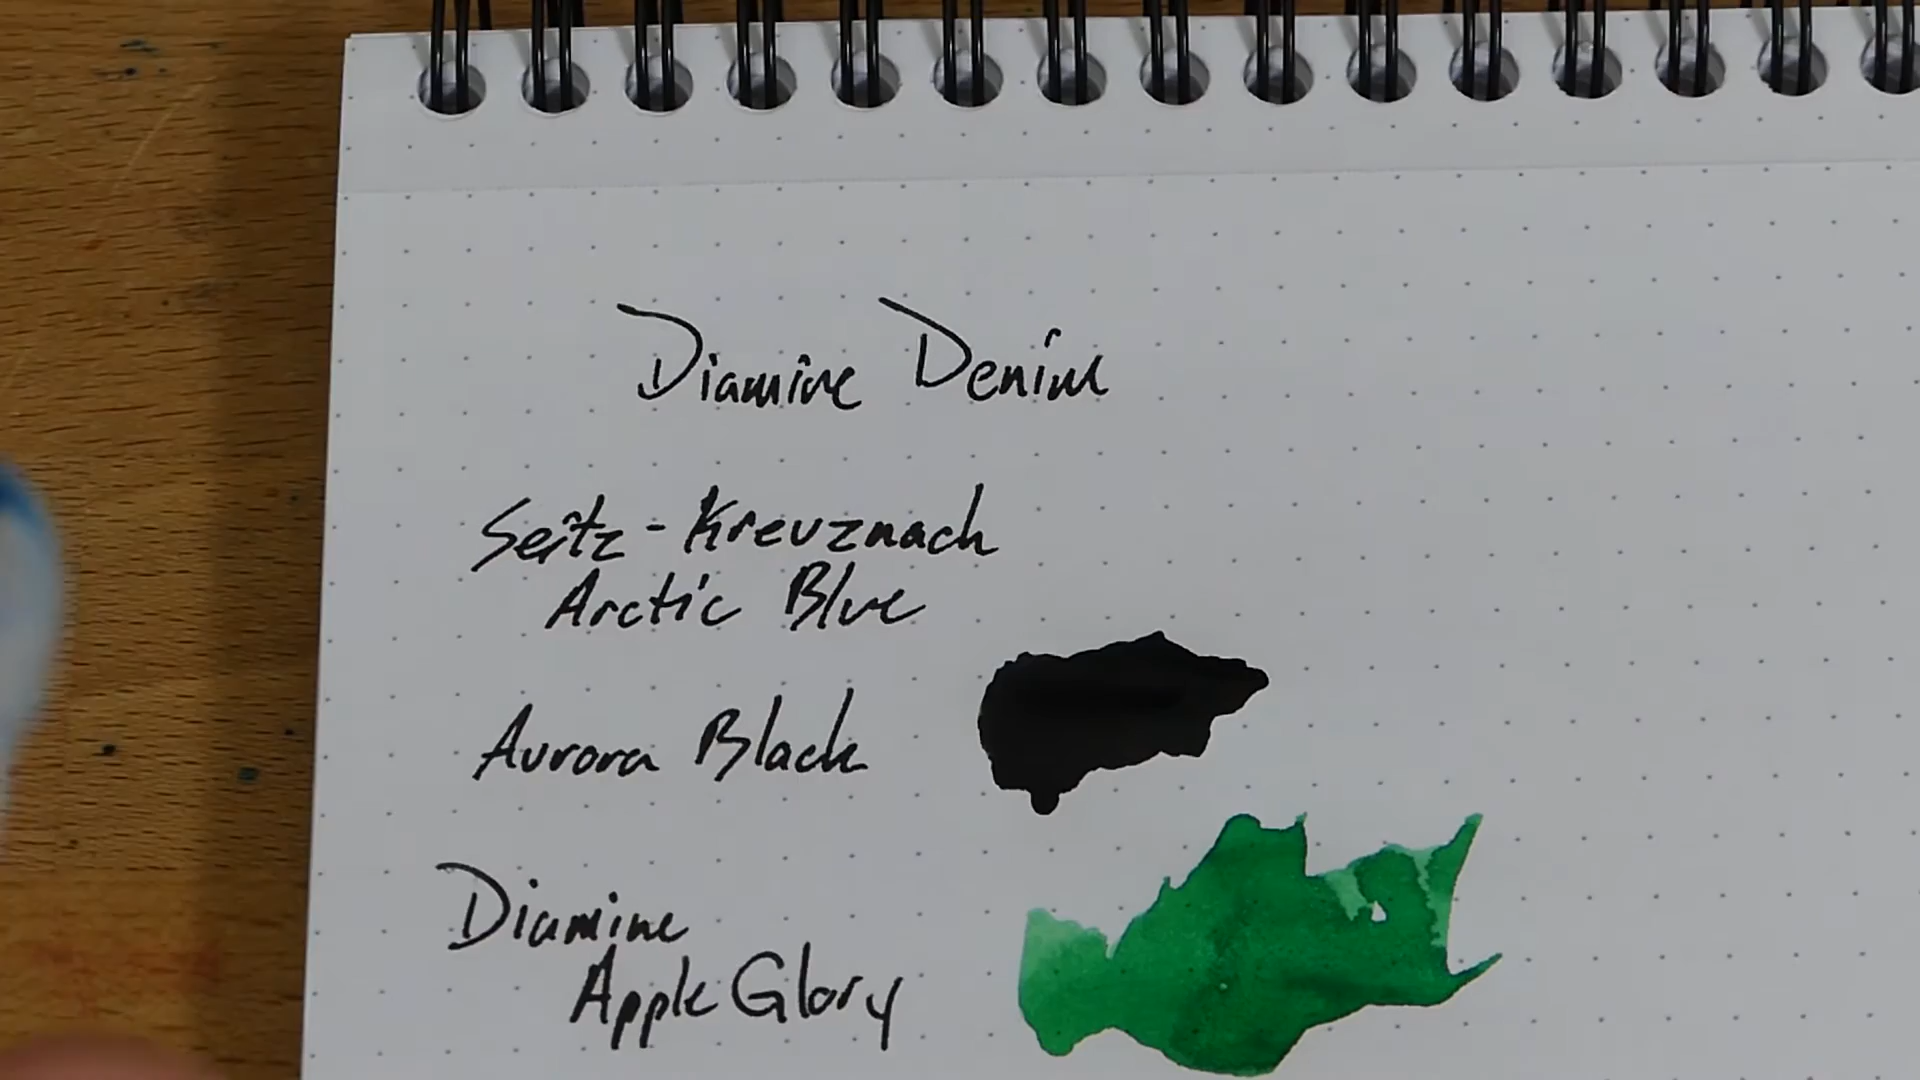 Diamine Denim
Seitz-Kreuznach
Arctic Blue
Aurora Black
Diamine
Apple Glory